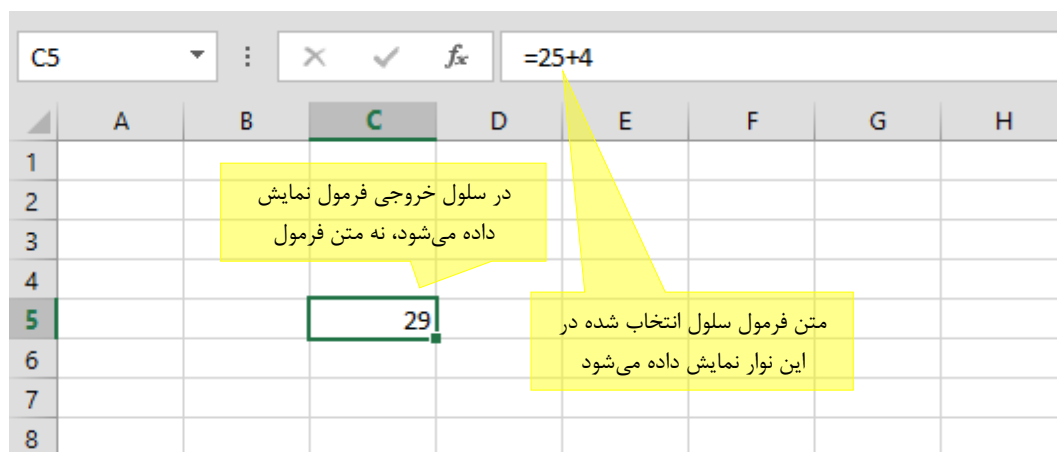 C5
fx
=25+4
A B C D E F G H
1
2
در سلول خروجی فرمول نمایش
داده می‌شود، نه متن فرمول
3
4
5
29
متن فرمول سلول انتخاب شده در
این نوار نمایش داده می‌شود
6
7
8